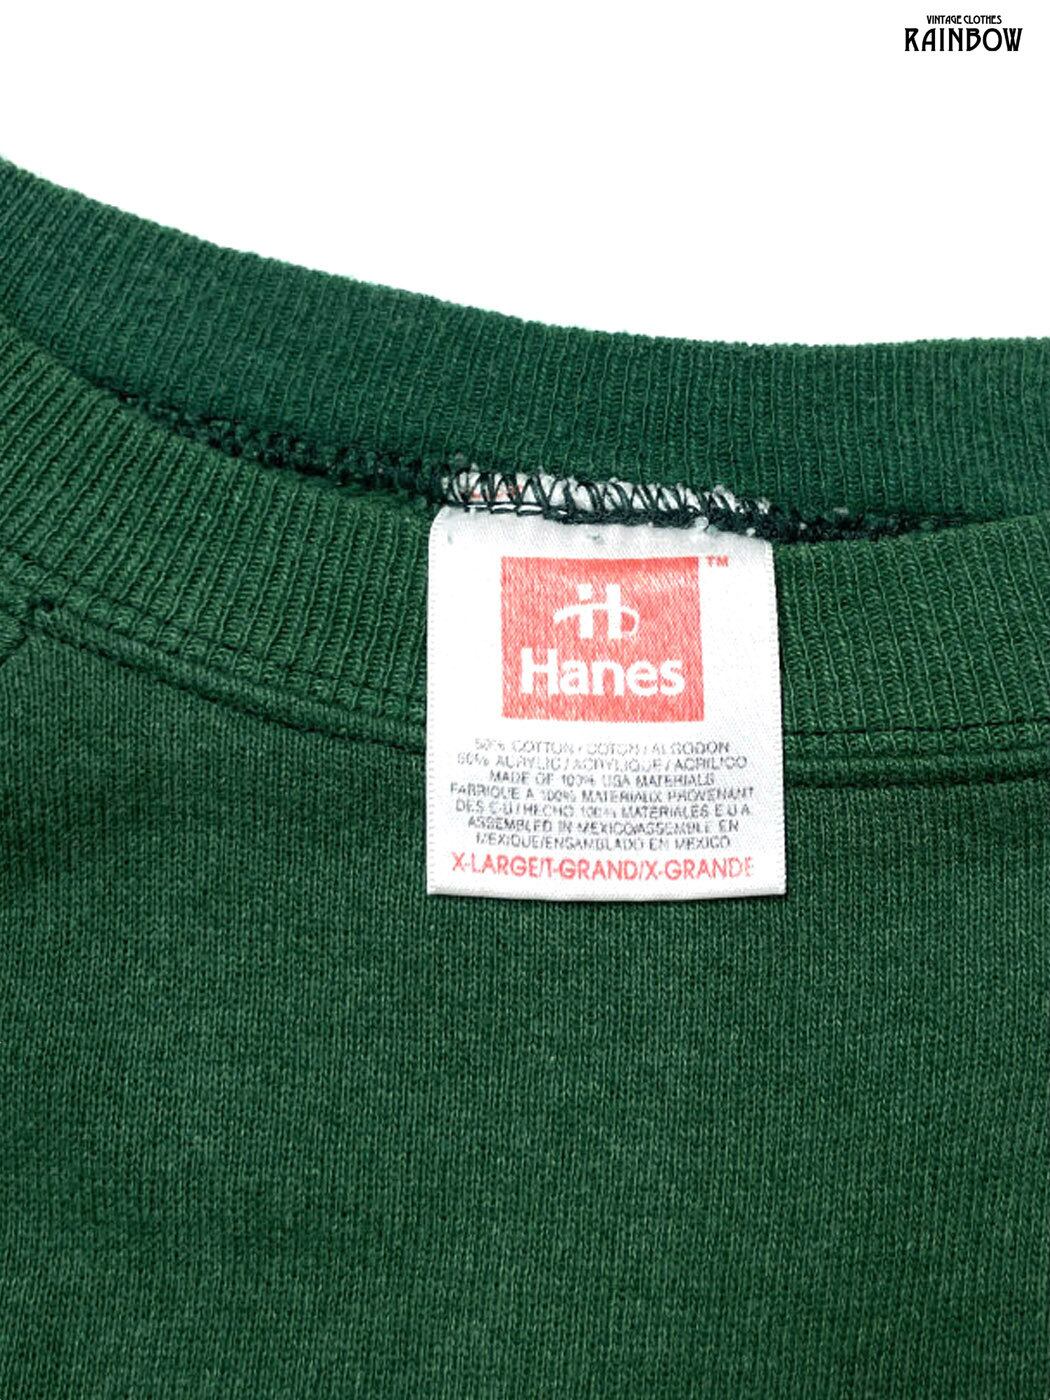 VINTAGE CLOTHES
RAINBOW
TM
Hanes
50% COTTON / COTON / ALGODON
50% ACRYLIC / ACRYLIQUE / ACRILICO
MADE OF 100% USA MATERIALS
FABRIQUE A 100% MATERIAUX PROVENANT
DES E-U / HECHO 100% MATERIALES E.U.A.
ASSEMBLED IN MEXICO/ASSEMBLE ER
MEXIQUE/ENSAMBLADO EN MEXICO
X-LARGE/T-GRAND/X-GRANDE